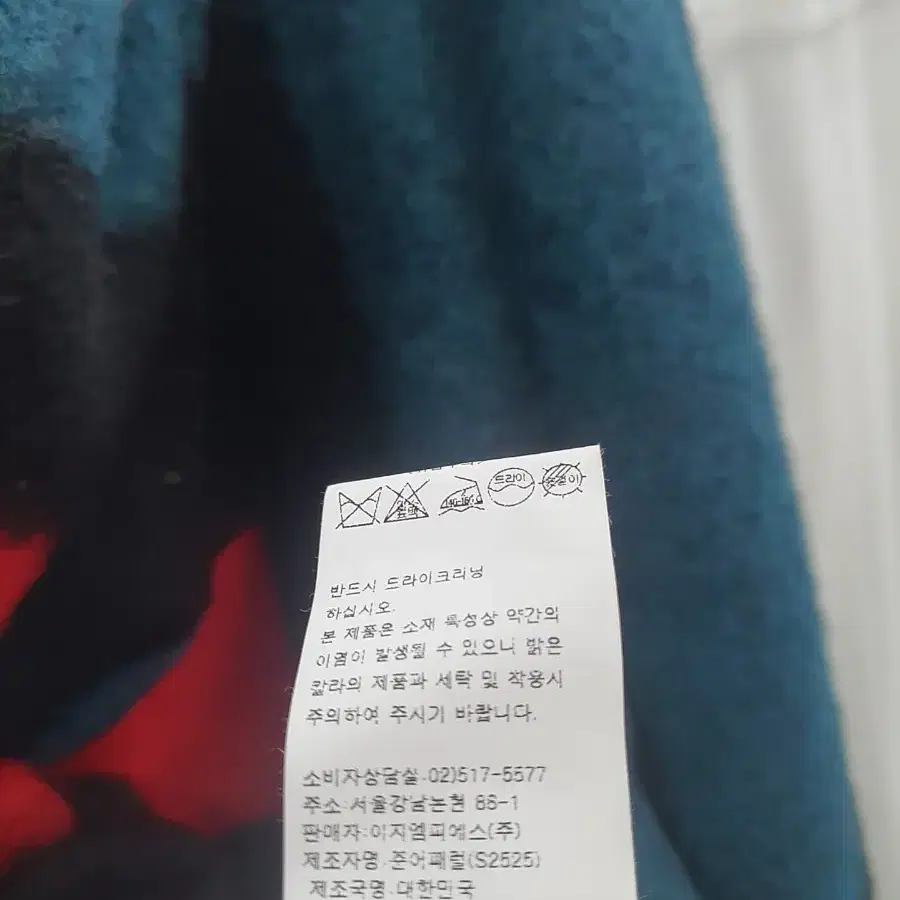 드라이
반드시 드라이크리닝
하십시오.
본 제품은 소재 특성상 약간의
이염이 발생될 수 있으니 밝은
칼라의 제품과 세탁 및 착용시
주의하여 주시기 바랍니다.
소비자상담실.02)517-5577
주소:서울강남논현 88-1
판매자:이지엠피에스(주)
제조자명.준어패럴(S2525)
제조국명.대한민국